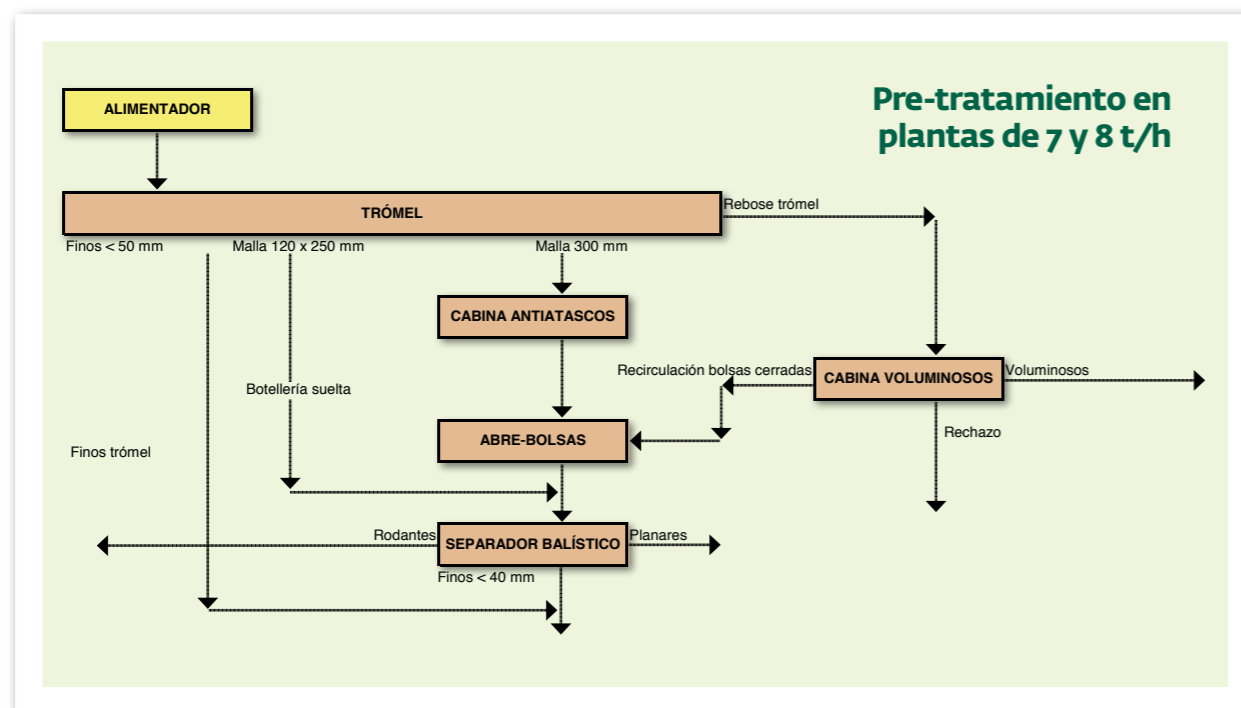 Pre-tratamiento en
plantas de 7 y 8 t/h
ALIMENTADOR
TRÓMEL
Rebose trómel
Finos < 50 mm
Malla 120 x 250 mm
Malla 300 mm
CABINA ANTIATASCOS
Recirculación bolsas cerradas
CABINA VOLUMINOSOS
Voluminosos
Botellería suelta
Rechazo
ABRE-BOLSAS
Finos trómel
Rodantes
SEPARADOR BALÍSTICO
Planares
Finos < 40 mm